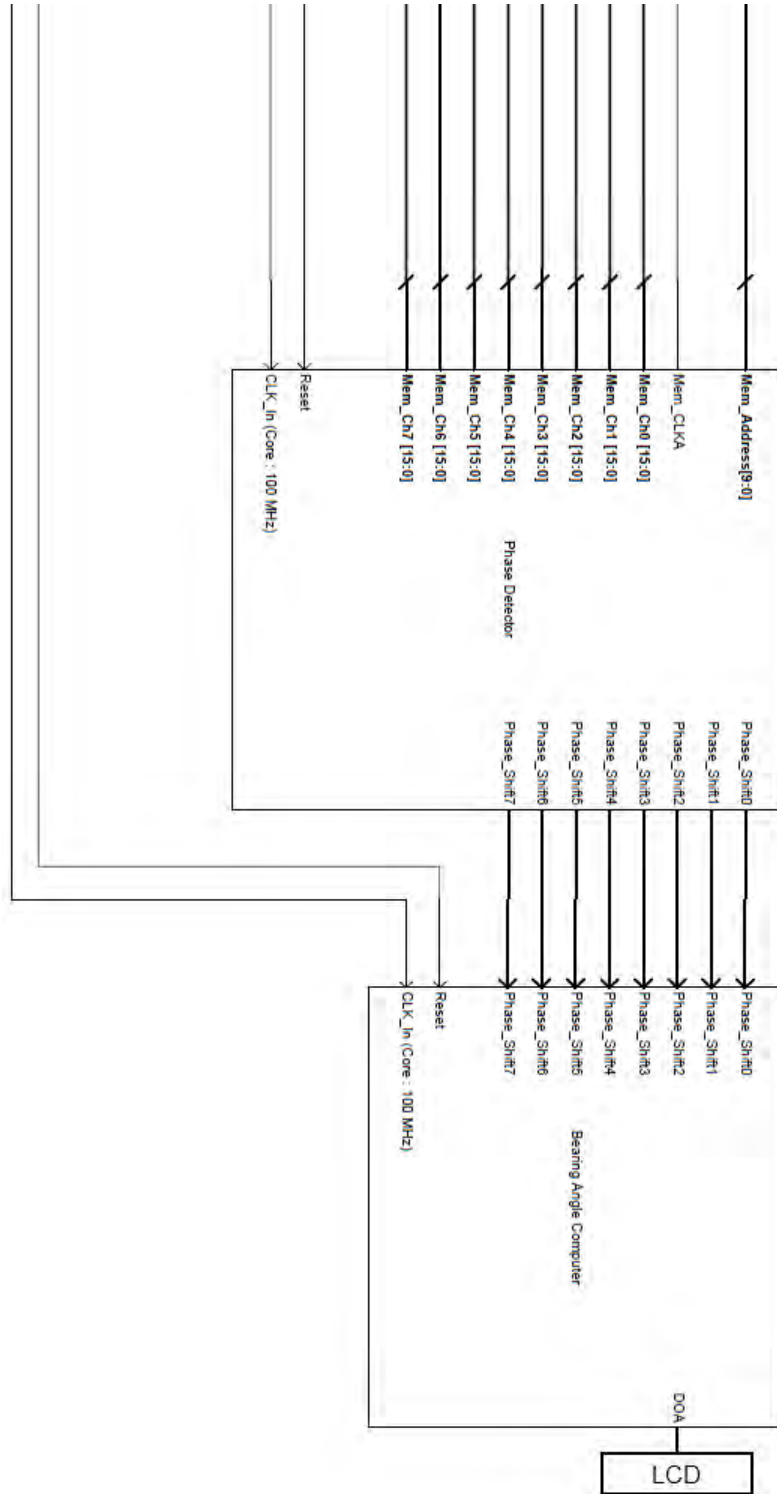 Mem_Address[9:0]
Mem_CLKA
Mem_Ch0 [15:0]
Mem_Ch1 [15:0]
Mem_Ch2 [15:0]
Mem_Ch3 [15:0]
Mem_Ch4 [15:0]
Mem_Ch5 [15:0]
Mem_Ch6 [15:0]
Mem_Ch7 [15:0]
Reset
CLK_In (Core : 100 MHz)
Phase Detector
Phase_Shift0
Phase_Shift1
Phase_Shift2
Phase_Shift3
Phase_Shift4
Phase_Shift5
Phase_Shift6
Phase_Shift7
Phase_Shift0
Phase_Shift1
Phase_Shift2
Phase_Shift3
Phase_Shift4
Phase_Shift5
Phase_Shift6
Phase_Shift7
Reset
CLK_In (Core : 100 MHz)
Bearing Angle Computer
DOA
LCD